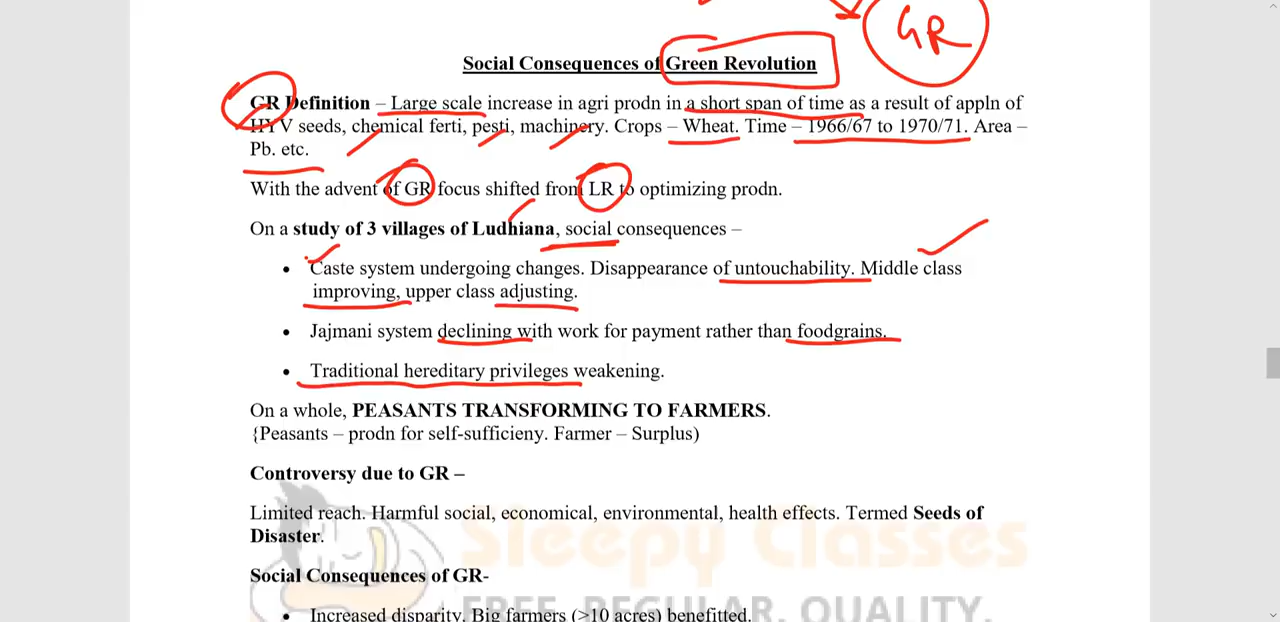 GR
Social Consequences of Green Revolution
GR Definition – Large scale increase in agri prodn in a short span of time as a result of appln of
HYV seeds, chemical ferti, pesti, machinery. Crops – Wheat. Time – 1966/67 to 1970/71. Area –
Pb. etc.
With the advent of GR focus shifted from LR to optimizing prodn.
On a study of 3 villages of Ludhiana, social consequences –
• Caste system undergoing changes. Disappearance of untouchability. Middle class
improving, upper class adjusting.
• Jajmani system declining with work for payment rather than foodgrains.
• Traditional hereditary privileges weakening.
On a whole, PEASANTS TRANSFORMING TO FARMERS.
{Peasants – prodn for self-sufficieny. Farmer – Surplus)
Controversy due to GR –
Limited reach. Harmful social, economical, environmental, health effects. Termed Seeds of
Disaster.
Sleepy Classes
Social Consequences of GR-
FREE. REGULAR. QUALITY.
• Increased disparity. Big farmers (>10 acres) benefitted.